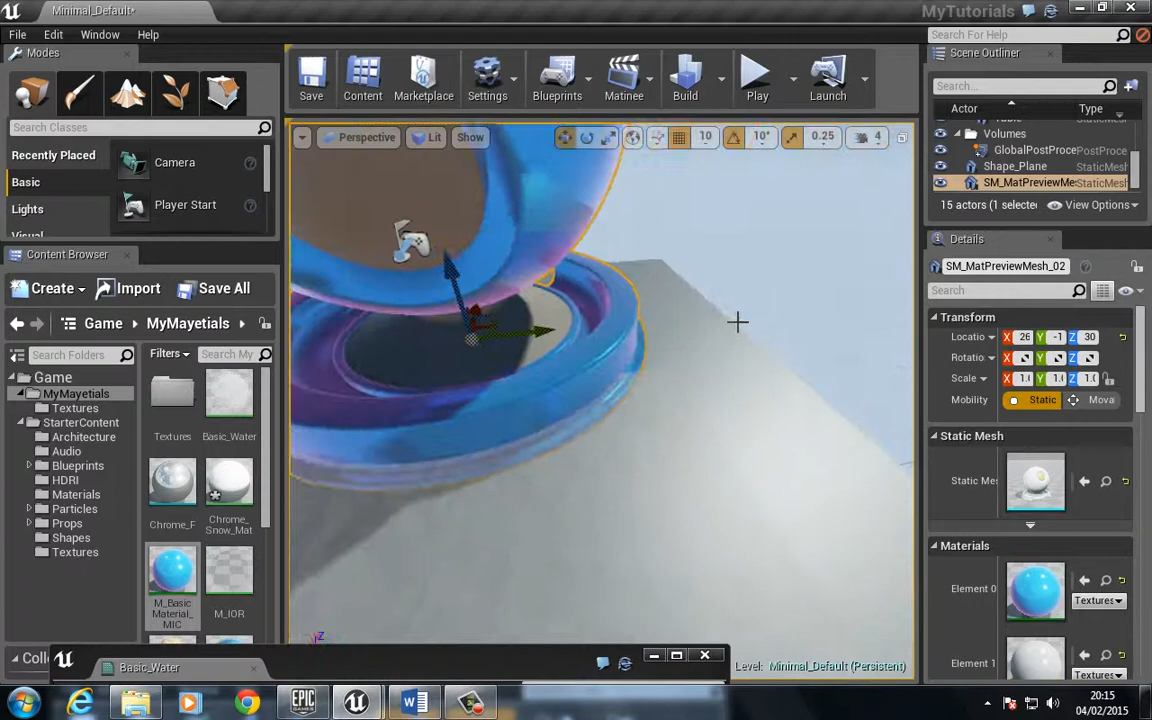 Minimal_Default*
MyTutorials
File Edit Window Help
Search For Help
Modes
Search Classes
Recently Placed
Basic
Lights
Visual
Camera
Player Start
Save Content Marketplace Settings Blueprints Matinee Build Play Launch
Perspective Lit Show 10 10° 0.25 4
Scene Outliner
Search...
Actor Type
Volumes
GlobalPostProce PostProce
Shape_Plane StaticMesh
SM_MatPreviewMe StaticMesh
15 actors (1 selecte View Options
Content Browser
Create Import Save All
Game MyMayetials
Search Folders Filters Search My
Game
MyMayetials
Textures
StarterContent
Architecture
Audio
Blueprints
HDRI
Materials
Particles
Props
Shapes
Textures
Textures
Basic_Water
Chrome_F
Chrome_
Snow_Mat
M_Basic
Material_
MIC
M_IOR
Details
SM_MatPreviewMesh_02
Search
Transform
Locatio X 26 Y -1 Z 30
Rotatio X Y Z
Scale X 1.0 Y 1.0 Z 1.0
Mobility Static Mova
Static Mesh
Static Mes
Materials
Element 0
Textures
Element 1
Textures
Z
Colle
Basic_Water
Level: Minimal_Default (Persistent)
EPIC
GAMES
20:15
04/02/2015